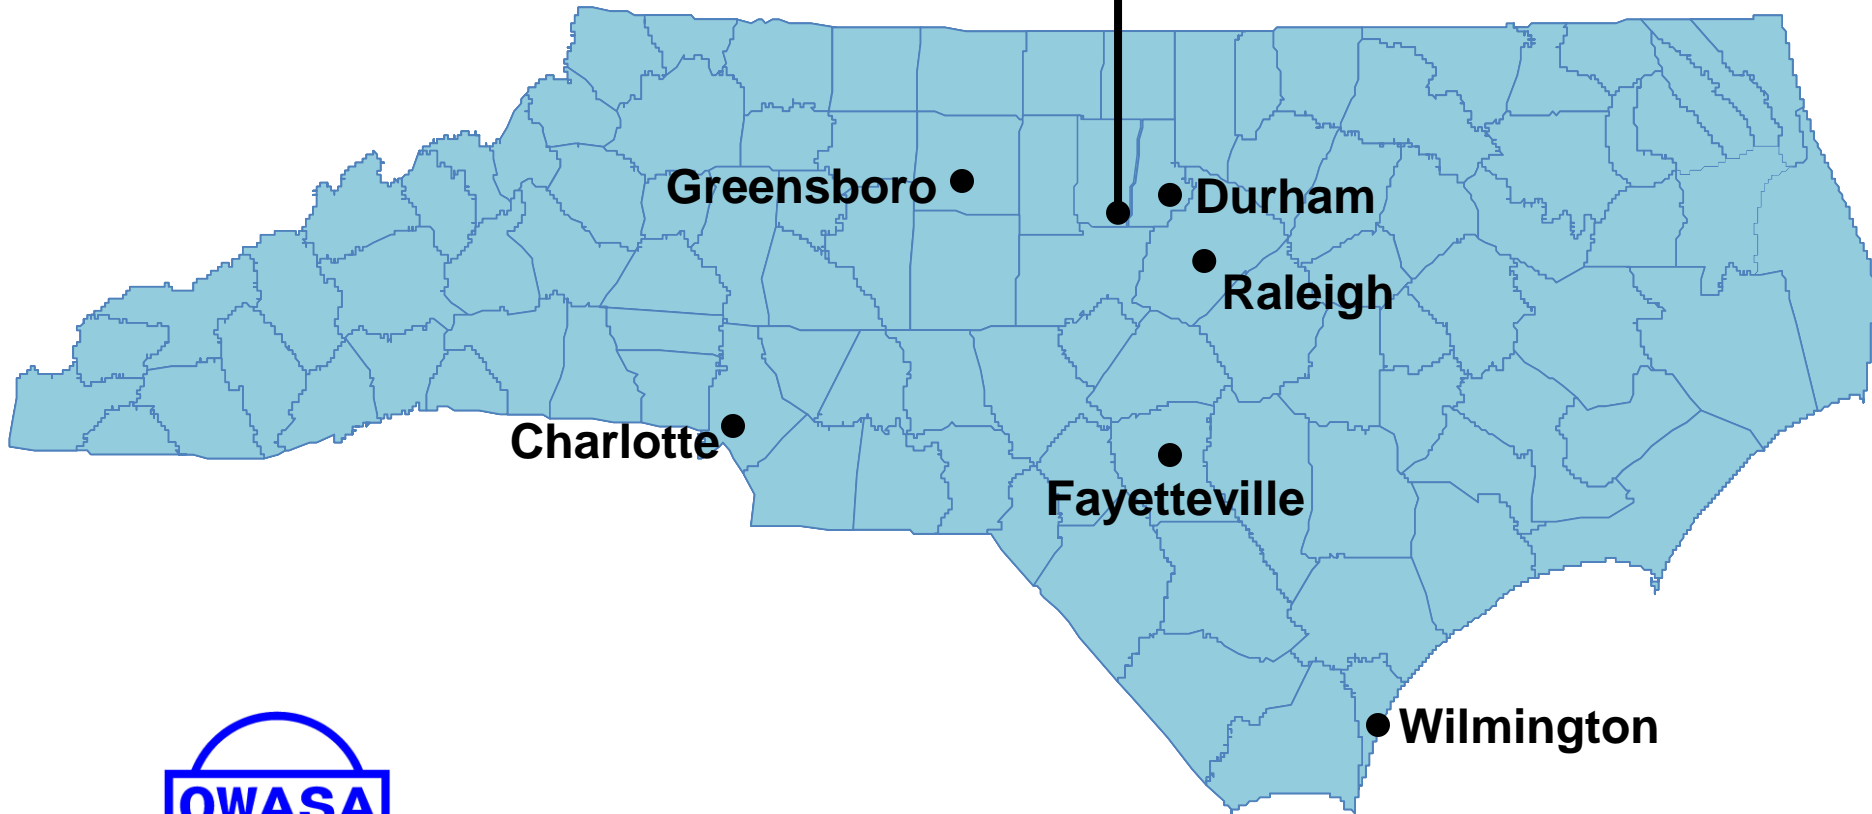 Greensboro
Durham
Raleigh
Charlotte
Fayetteville
Wilmington
OWASA